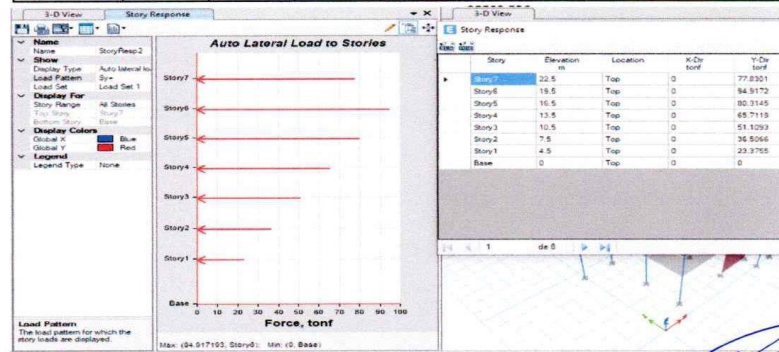 3-D View
Story Response
Name
Name StoryResp2
Show
Display Type Auto lateral lo
Load Pattern Sy+
Load Set Load Set 1
Display For
Story Range All Stories
Top Story Story7
Bottom Story Base
Display Colors
Global X Blue
Global Y Red
Legend
Legend Type None
Load Pattern
The load pattern for which the
story loads are displayed.
Auto Lateral Load to Stories
Story7
Story6
Story5
Story4
Story3
Story2
Story1
Base
0 10 20 30 40 50 60 70 80 90 100
Force, tonf
Max: (94.917193, Story6); Min: (0, Base)
3-D View
E Story Response
Story Elevation Location X-Dir Y-Dir
m tonf tonf
Story7 22.5 Top 0 77.8301
Story6 19.5 Top 0 94.9172
Story5 16.5 Top 0 80.3145
Story4 13.5 Top 0 65.7119
Story3 10.5 Top 0 51.1093
Story2 7.5 Top 0 36.5066
Story1 4.5 Top 0 23.3755
Base 0 Top 0 0
1 de 8